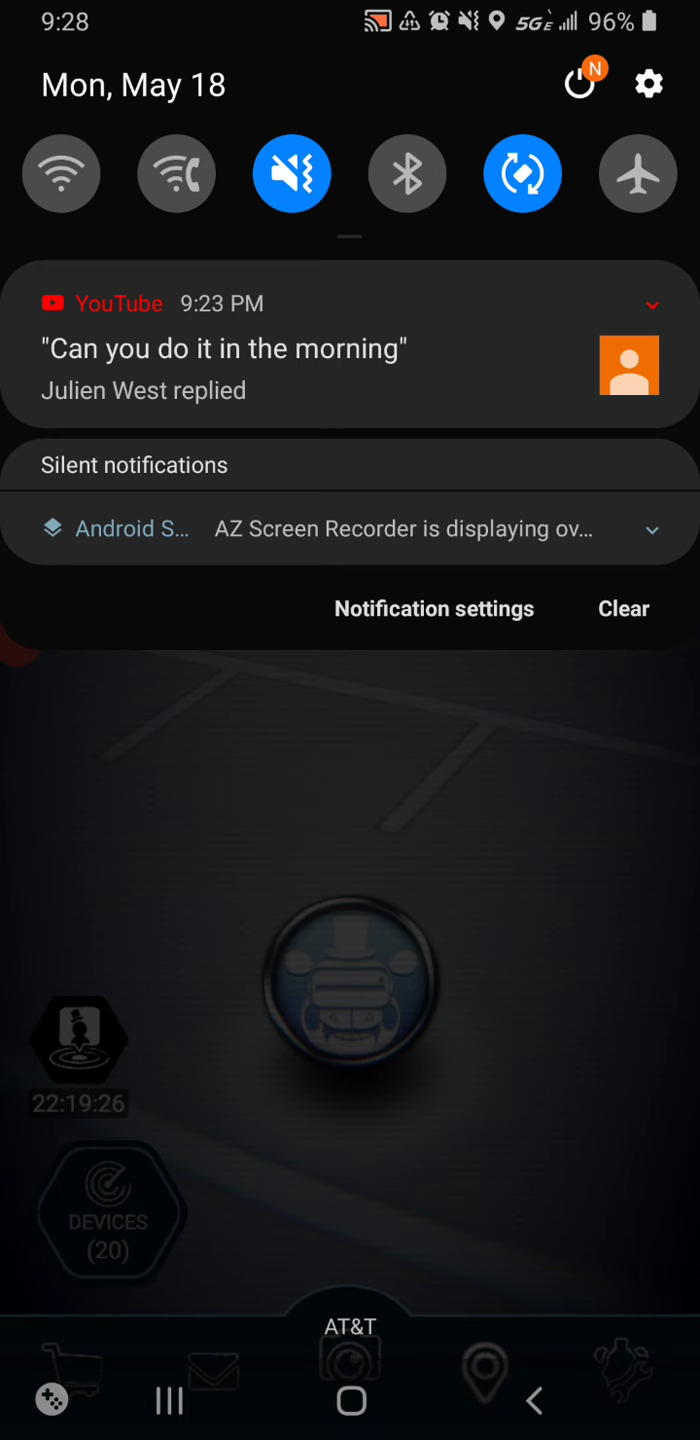 9:28
5GE 96%
Mon, May 18
N
YouTube 9:23 PM
"Can you do it in the morning"
Julien West replied
Silent notifications
Android S... AZ Screen Recorder is displaying ov...
Notification settings Clear
22:19:26
DEVICES
(20)
AT&T